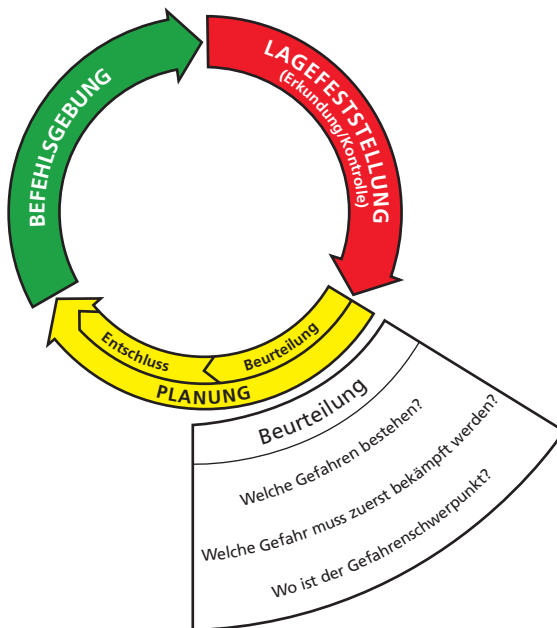 LAGEFESTSTELLUNG
(Erkundung/Kontrolle)
BEFEHLSGEBUNG
Entschluss
Beurteilung
PLANUNG
Beurteilung
Welche Gefahren bestehen?
Welche Gefahr muss zuerst bekämpft werden?
Wo ist der Gefahrenschwerpunkt?